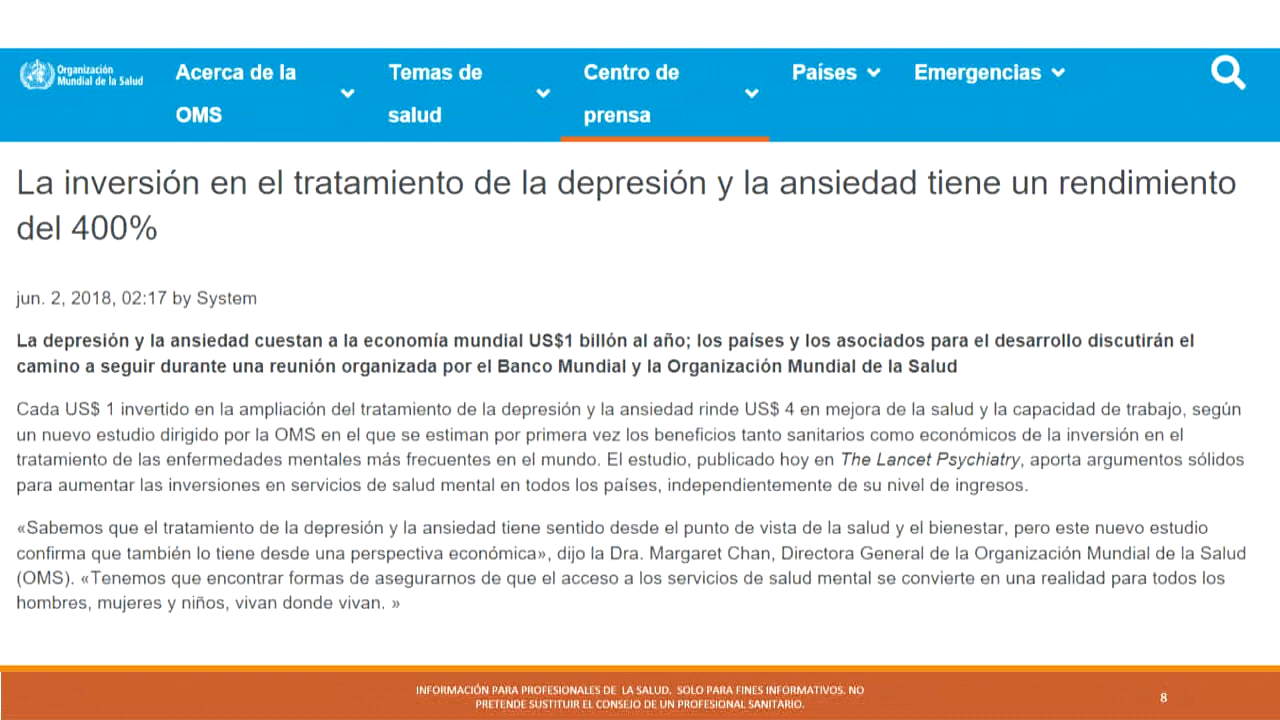 Organización
Mundial de la Salud
Acerca de la
OMS
Temas de
salud
Centro de
prensa
Países
Emergencias
La inversión en el tratamiento de la depresión y la ansiedad tiene un rendimiento
del 400%
jun. 2, 2018, 02:17 by System
La depresión y la ansiedad cuestan a la economía mundial US$1 billón al año; los países y los asociados para el desarrollo discutirán el
camino a seguir durante una reunión organizada por el Banco Mundial y la Organización Mundial de la Salud
Cada US$ 1 invertido en la ampliación del tratamiento de la depresión y la ansiedad rinde US$ 4 en mejora de la salud y la capacidad de trabajo, según
un nuevo estudio dirigido por la OMS en el que se estiman por primera vez los beneficios tanto sanitarios como económicos de la inversión en el
tratamiento de las enfermedades mentales más frecuentes en el mundo. El estudio, publicado hoy en The Lancet Psychiatry, aporta argumentos sólidos
para aumentar las inversiones en servicios de salud mental en todos los países, independientemente de su nivel de ingresos.
«Sabemos que el tratamiento de la depresión y la ansiedad tiene sentido desde el punto de vista de la salud y el bienestar, pero este nuevo estudio
confirma que también lo tiene desde una perspectiva económica», dijo la Dra. Margaret Chan, Directora General de la Organización Mundial de la Salud
(OMS). «Tenemos que encontrar formas de asegurarnos de que el acceso a los servicios de salud mental se convierte en una realidad para todos los
hombres, mujeres y niños, vivan donde vivan. »
INFORMACIÓN PARA PROFESIONALES DE LA SALUD. SOLO PARA FINES INFORMATIVOS. NO
PRETENDE SUSTITUIR EL CONSEJO DE UN PROFESIONAL SANITARIO.
8